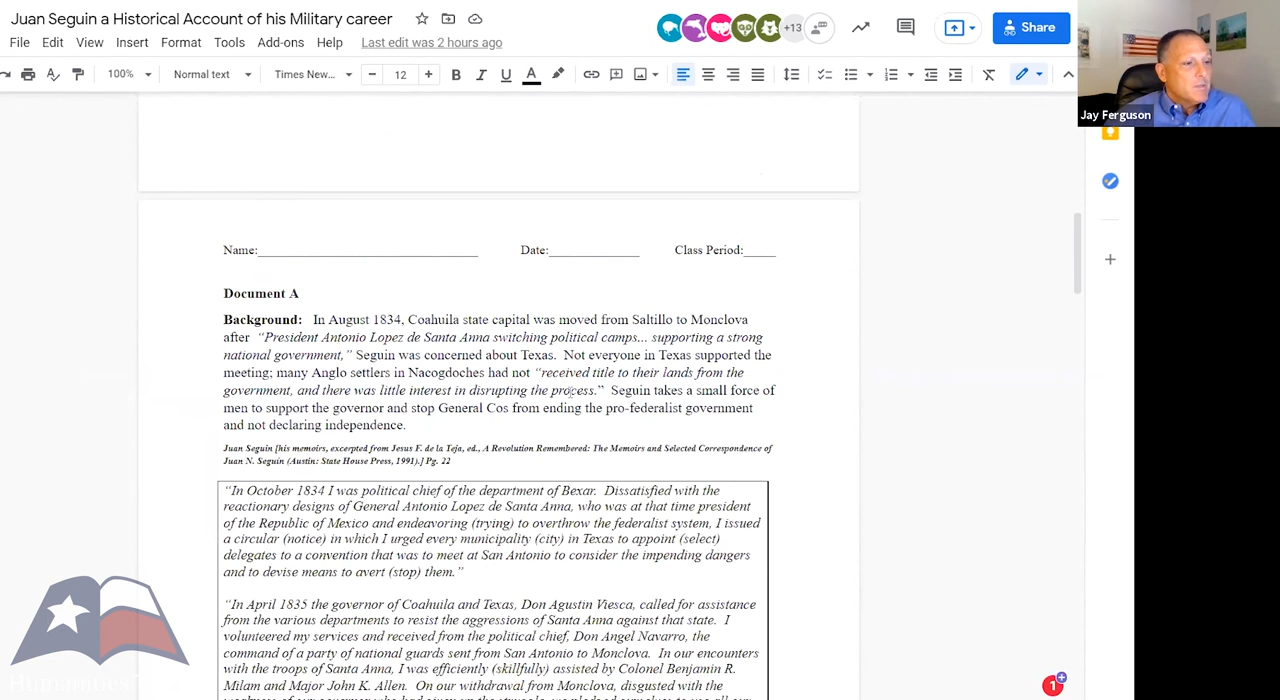 Juan Seguin a Historical Account of his Military career
+13
Share
File Edit View Insert Format Tools Add-ons Help Last edit was 2 hours ago
100% Normal text Times New... 12 B I U A
Jay Ferguson
Name: Date: Class Period:
Document A
Background: In August 1834, Coahuila state capital was moved from Saltillo to Monclova
after "President Antonio Lopez de Santa Anna switching political camps... supporting a strong
national government," Seguin was concerned about Texas. Not everyone in Texas supported the
meeting; many Anglo settlers in Nacogdoches had not "received title to their lands from the
government, and there was little interest in disrupting the process." Seguin takes a small force of
men to support the governor and stop General Cos from ending the pro-federalist government
and not declaring independence.
Juan Seguin [his memoirs, excerpted from Jesus F. de la Teja, ed., A Revolution Remembered: The Memoirs and Selected Correspondence of
Juan N. Seguin (Austin: State House Press, 1991).] Pg. 22
"In October 1834 I was political chief of the department of Bexar. Dissatisfied with the
reactionary designs of General Antonio Lopez de Santa Anna, who was at that time president
of the Republic of Mexico and endeavoring (trying) to overthrow the federalist system, I issued
a circular (notice) in which I urged every municipality (city) in Texas to appoint (select)
delegates to a convention that was to meet at San Antonio to consider the impending dangers
and to devise means to avert (stop) them."
"In April 1835 the governor of Coahuila and Texas, Don Agustin Viesca, called for assistance
from the various departments to resist the aggressions of Santa Anna against that state. I
volunteered my services and received from the political chief, Don Angel Navarro, the
command of a party of national guards sent from San Antonio to Monclova. In our encounters
with the troops of Santa Anna, I was efficiently (skillfully) assisted by Colonel Benjamin R.
Milam and Major John K. Allen. On our withdrawal from Monclova, disgusted with the
Humanities
1